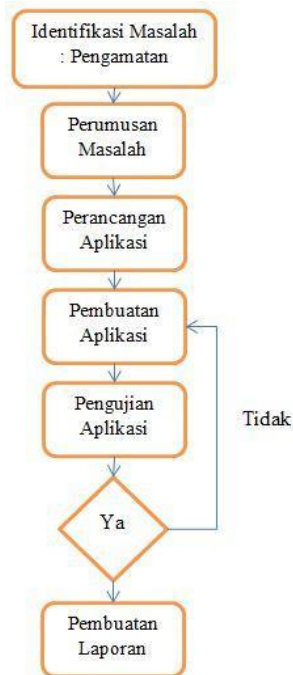 Identifikasi Masalah
: Pengamatan
Perumusan
Masalah
Perancangan
Aplikasi
Pembuatan
Aplikasi
Pengujian
Aplikasi
Tidak
Ya
Pembuatan
Laporan